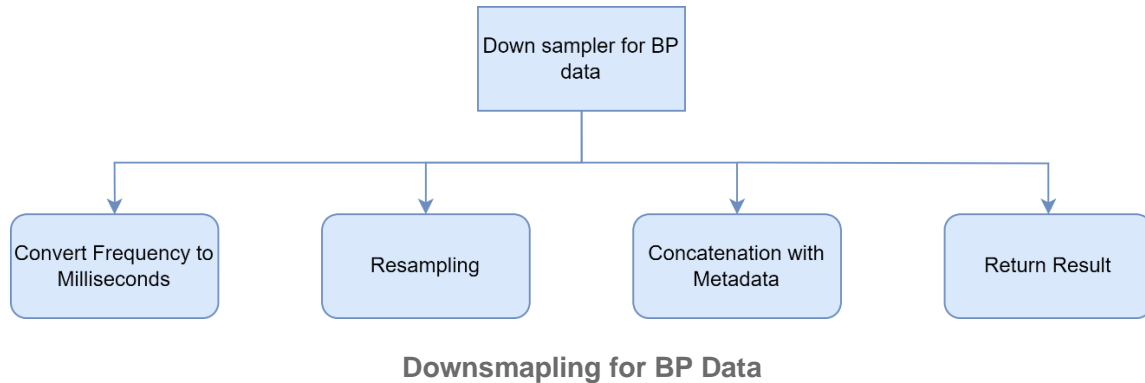 Down sampler for BP
data
Convert Frequency to
Milliseconds
Resampling
Concatenation with
Metadata
Return Result
Downsmapling for BP Data